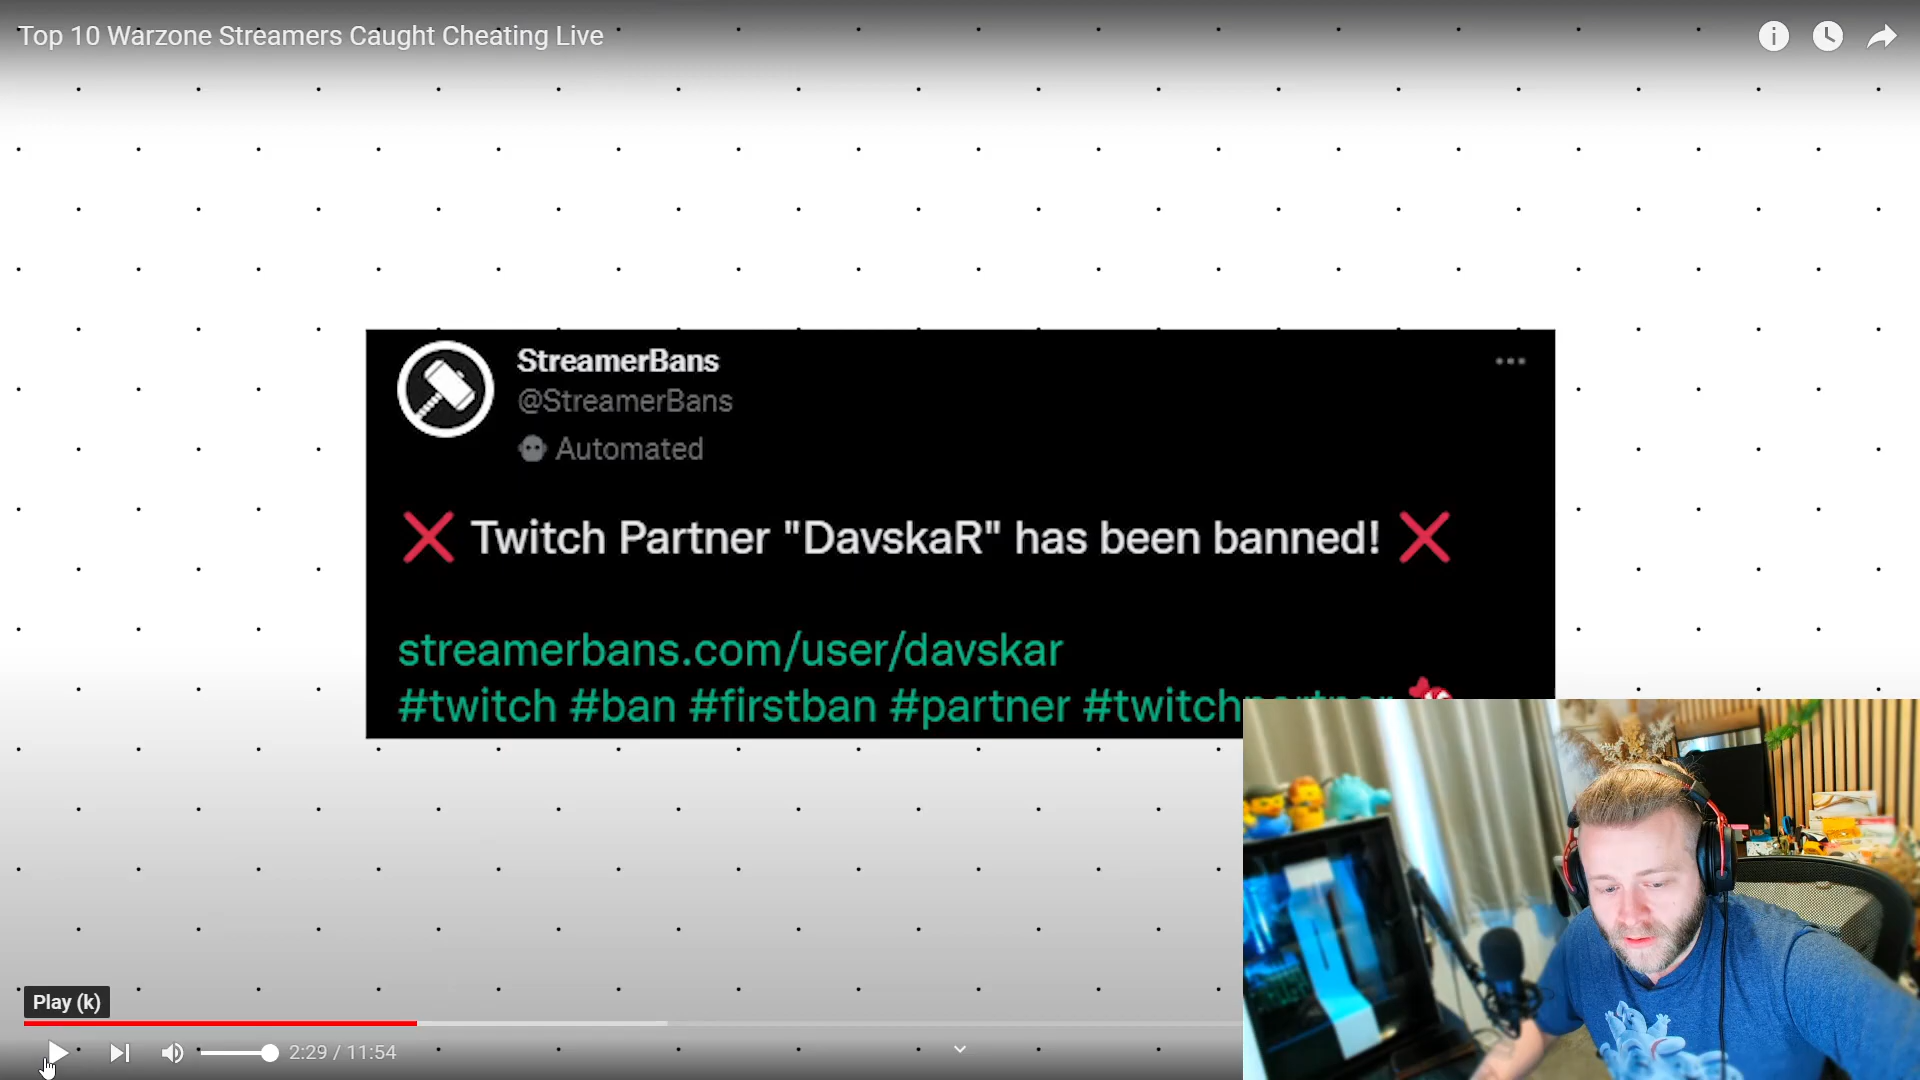 Top 10 Warzone Streamers Caught Cheating Live
StreamerBans
@StreamerBans
Automated
❌ Twitch Partner "DavskaR" has been banned! ❌
streamerbans.com/user/davskar
#twitch #ban #firstban #partner #twitchpartner
Play (k)
2:29 / 11:54